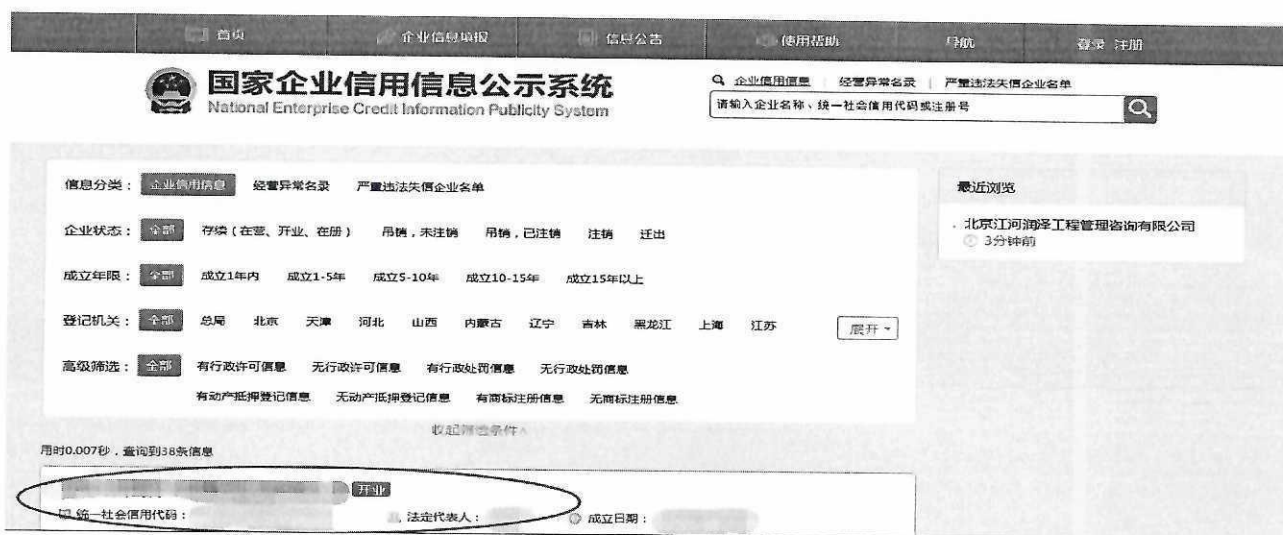 首页 企业信息填报 信息公告 使用帮助 导航 登录 注册
国家企业信用信息公示系统
National Enterprise Credit Information Publicity System
企业信用信息 | 经营异常名录 | 严重违法失信企业名单
请输入企业名称、统一社会信用代码或注册号
信息分类： 企业信用信息 经营异常名录 严重违法失信企业名单
企业状态： 全部 存续（在营、开业、在册） 吊销，未注销 吊销，已注销 注销 迁出
成立年限： 全部 成立1年内 成立1-5年 成立5-10年 成立10-15年 成立15年以上
登记机关： 全部 总局 北京 天津 河北 山西 内蒙古 辽宁 吉林 黑龙江 上海 江苏 展开
高级筛选： 全部 有行政许可信息 无行政许可信息 有行政处罚信息 无行政处罚信息
有动产抵押登记信息 无动产抵押登记信息 有商标注册信息 无商标注册信息
收起筛选条件
最近浏览
北京江河润泽工程管理咨询有限公司
3分钟前
用时0.007秒，查询到38条信息
开业
统一社会信用代码： 法定代表人： 成立日期：